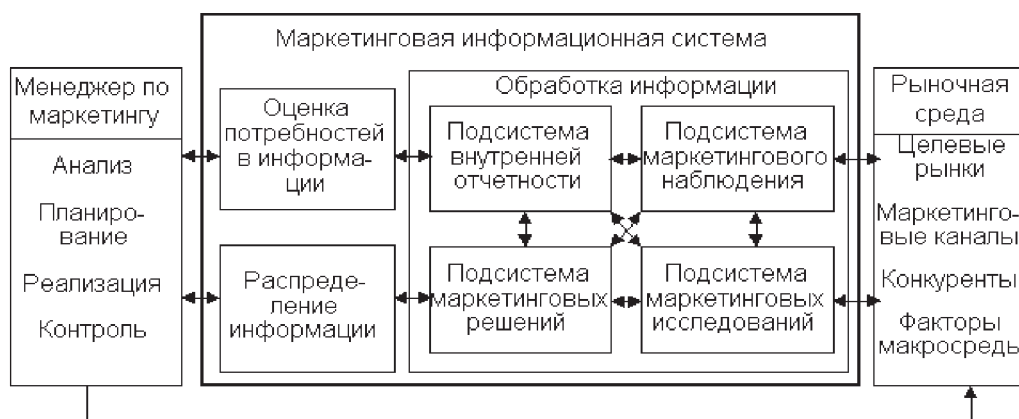 Маркетинговая информационная система
Менеджер по
маркетингу
Анализ
Планиро-
вание
Реализация
Контроль
Оценка
потребностей
в информа-
ции
Распреде-
ление
информации
Обработка информации
Подсистема
внутренней
отчетности
Подсистема
маркетингового
наблюдения
Подсистема
маркетинговых
решений
Подсистема
маркетинговых
исследований
Рыночная
среда
Целевые
рынки
Маркетинго-
вые каналы
Конкуренты
Факторы
макросреды